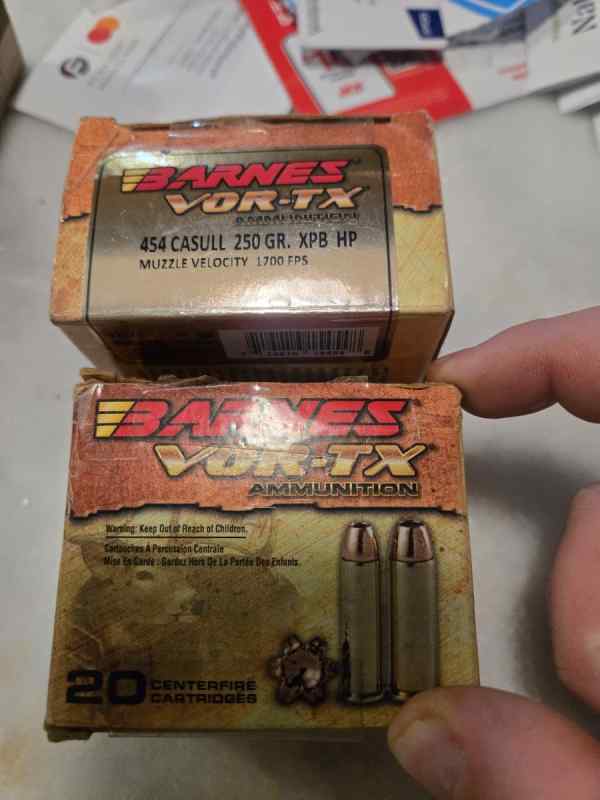 BARNES
VOR-TX
AMMUNITION
454 CASULL 250 GR. XPB HP
MUZZLE VELOCITY 1700 FPS
BARNES
VOR-TX
AMMUNITION
Warning: Keep Out of Reach of Children.
Cartouches A Percussion Centrale
Mise En Garde : Gardez Hors De La Portée Des Enfants.
20 CENTERFIRE
CARTRIDGES